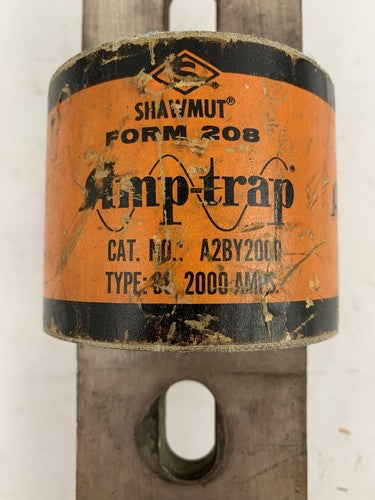 S
SHAWMUT®
FORM 208
Amp-trap®
CAT. NO.: A2BY2000
2000 AMPS.
TYPE: